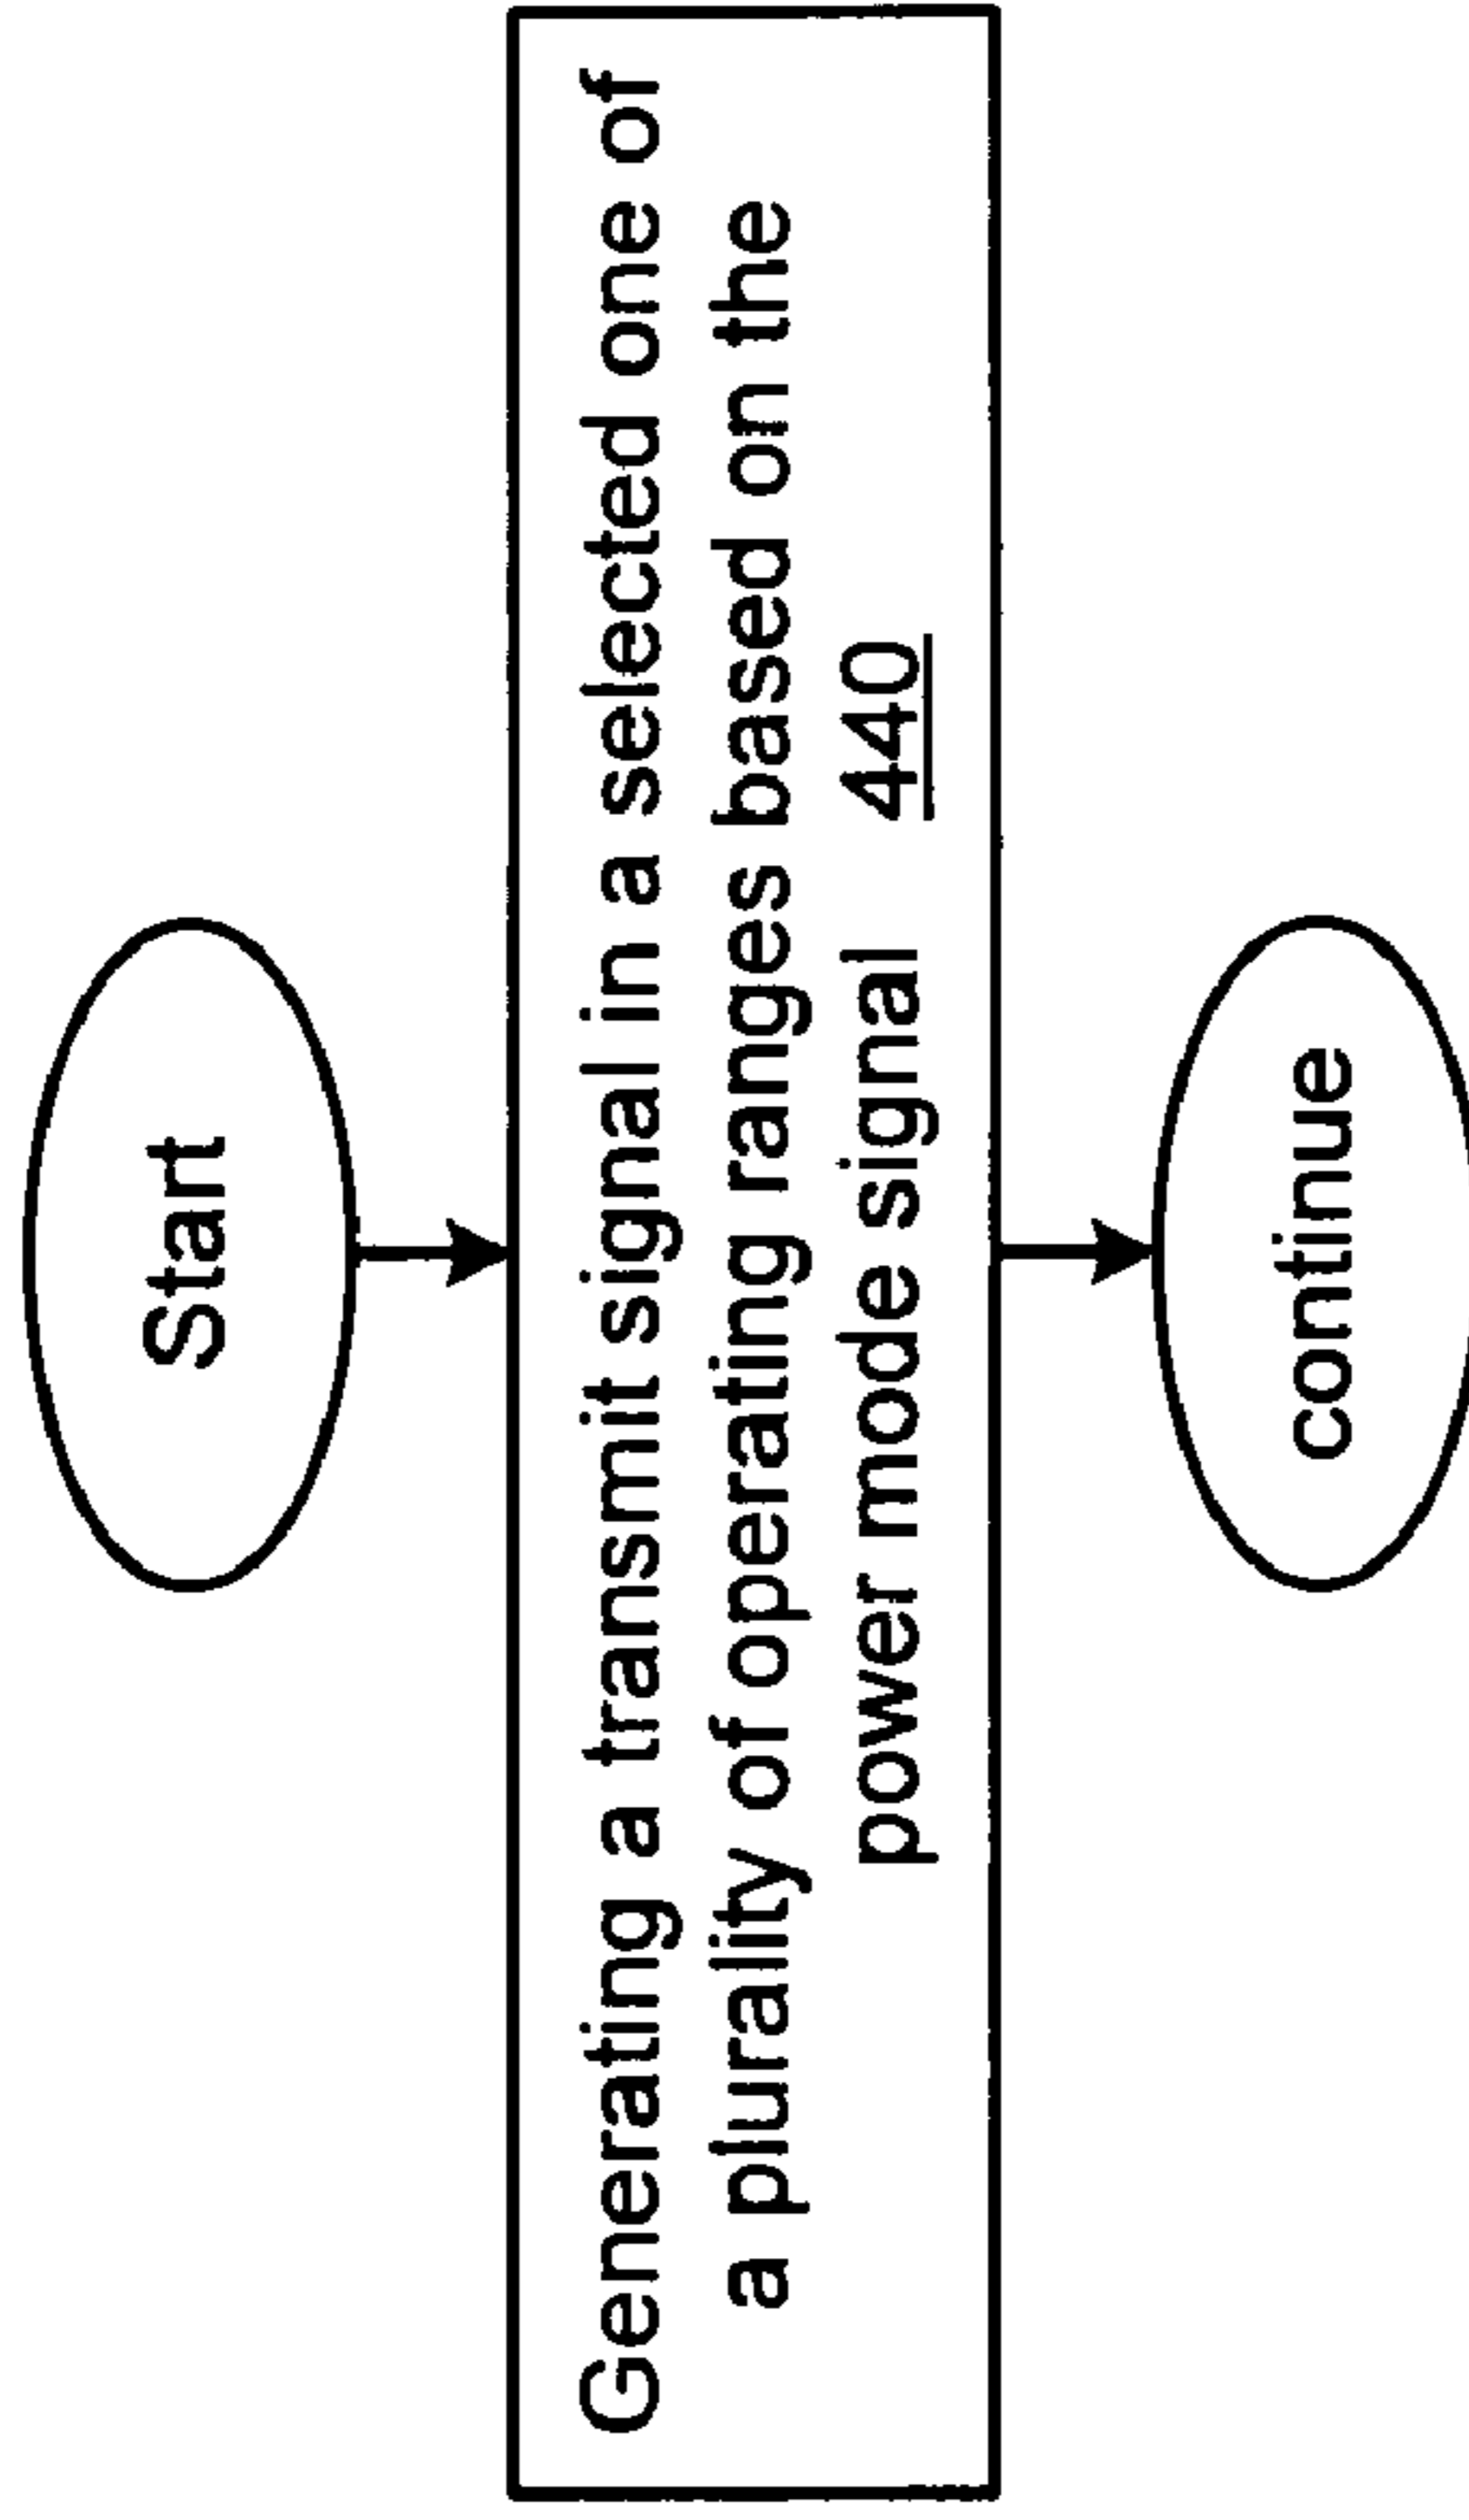 Start
Generating a transmit signal in a selected one of
a plurality of operating ranges based on the
power mode signal 440
continue